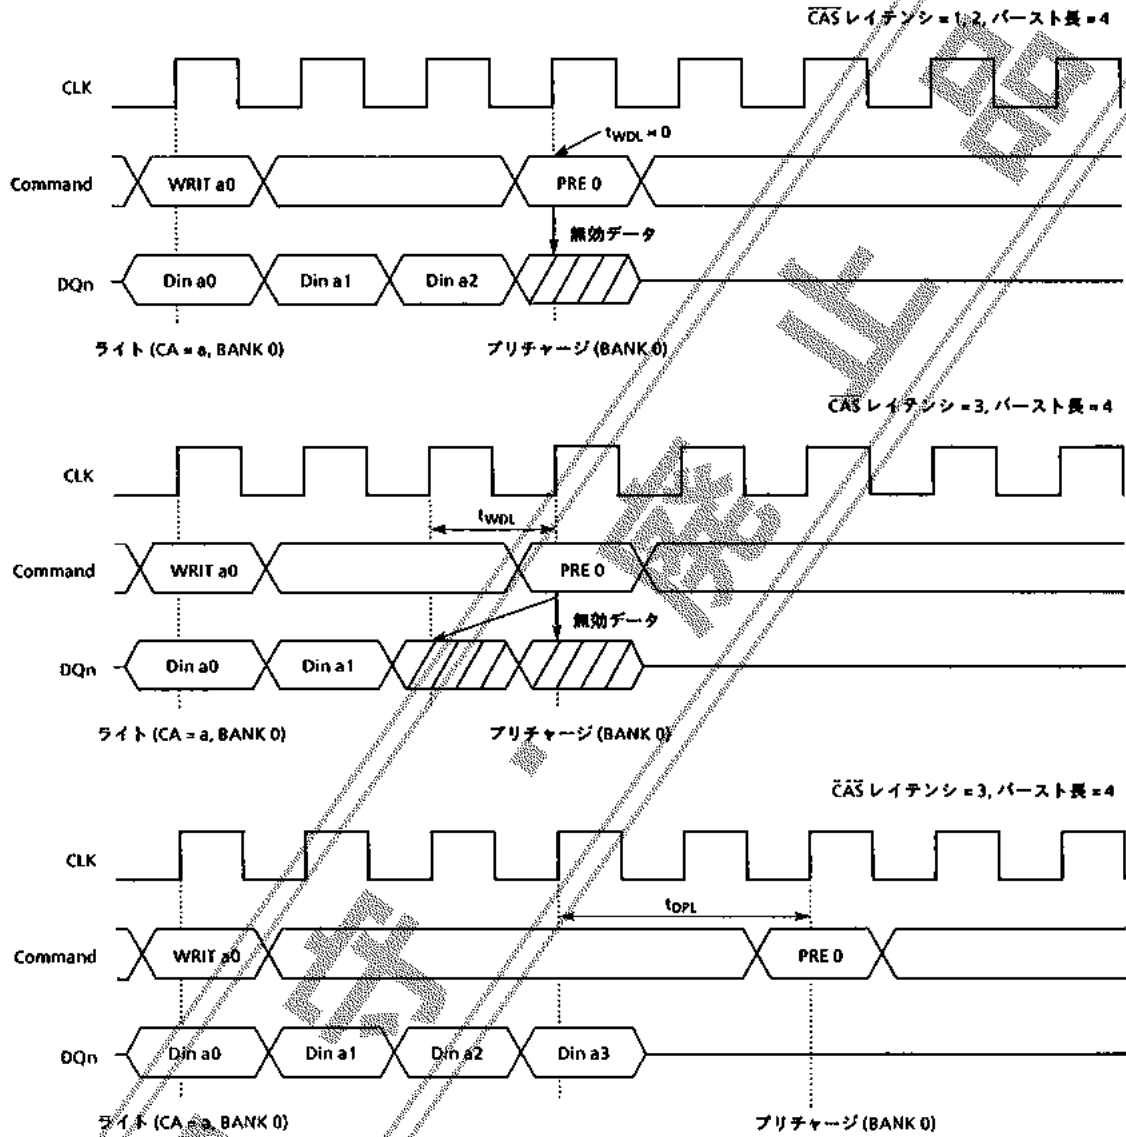 CAS レイテンシ = 1, 2, バースト長 = 4
CLK
tWDL = 0
Command WRIT a0 PRE 0
無効データ
DQn Din a0 Din a1 Din a2
ライト (CA = a, BANK 0) プリチャージ (BANK 0)
CAS レイテンシ = 3, バースト長 = 4
CLK
tWDL
Command WRIT a0 PRE 0
無効データ
DQn Din a0 Din a1
ライト (CA = a, BANK 0) プリチャージ (BANK 0)
CAS レイテンシ = 3, バースト長 = 4
CLK
tDPL
Command WRIT a0 PRE 0
DQn Din a0 Din a1 Din a2 Din a3
ライト (CA = a, BANK 0) プリチャージ (BANK 0)